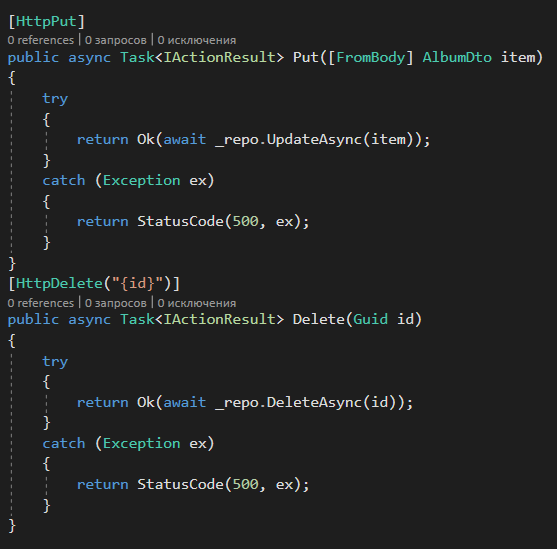 [HttpPut]
0 references | 0 запросов | 0 исключения
public async Task<IActionResult> Put([FromBody] AlbumDto item)
{
try
{
return Ok(await _repo.UpdateAsync(item));
}
catch (Exception ex)
{
return StatusCode(500, ex);
}
}
[HttpDelete("{id}")]
0 references | 0 запросов | 0 исключения
public async Task<IActionResult> Delete(Guid id)
{
try
{
return Ok(await _repo.DeleteAsync(id));
}
catch (Exception ex)
{
return StatusCode(500, ex);
}
}